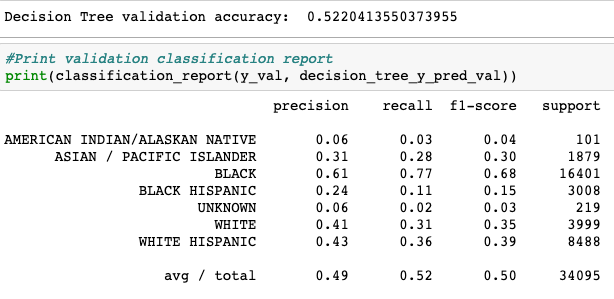 Decision Tree validation accuracy:  0.5220413550373955
#Print validation classification report
print(classification_report(y_val, decision_tree_y_pred_val))
precision    recall  f1-score   support
AMERICAN INDIAN/ALASKAN NATIVE       0.06      0.03      0.04       101
ASIAN / PACIFIC ISLANDER       0.31      0.28      0.30      1879
BLACK       0.61      0.77      0.68     16401
BLACK HISPANIC       0.24      0.11      0.15      3008
UNKNOWN       0.06      0.02      0.03       219
WHITE       0.41      0.31      0.35      3999
WHITE HISPANIC       0.43      0.36      0.39      8488
avg / total       0.49      0.52      0.50     34095